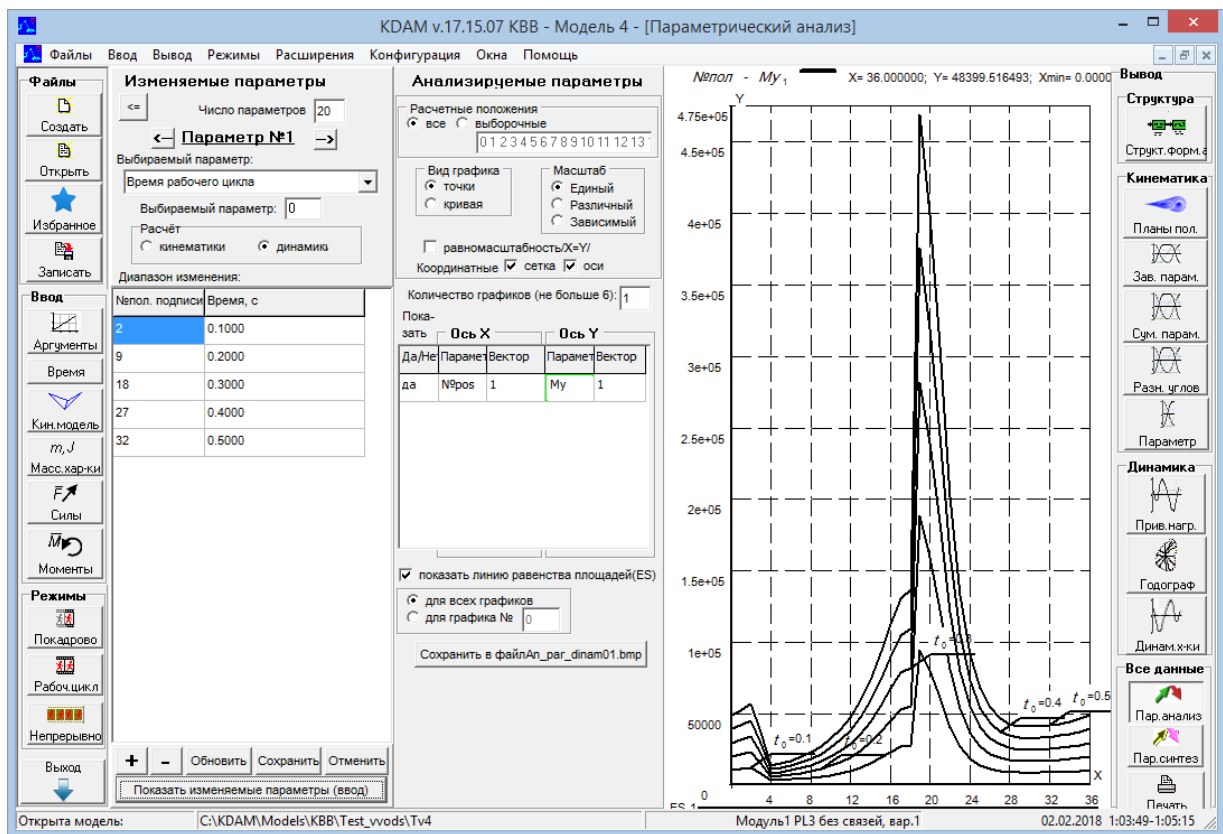 KDAM v.17.15.07 KBB - Модель 4 - [Параметрический анализ]
Файлы Ввод Вывод Режимы Расширения Конфигурация Окна Помощь
Файлы
Создать
Открыть
Избранное
Записать
Ввод
Аргументы
Время
Кин.модель
m, J
Масс.хар-ки
F
Силы
M
Моменты
Режимы
Покадрово
Рабоч.цикл
Непрерывно
Выход
Изменяемые параметры
<=
Число параметров 20
<-- Параметр №1 -->
Выбираемый параметр:
Время рабочего цикла
Выбираемый параметр: 0
Расчёт
кинематики динамики
Диапазон изменения:
№пол. подписи Время, с
2 0.1000
9 0.2000
18 0.3000
27 0.4000
32 0.5000
+ - Обновить Сохранить Отменить
Показать изменяемые параметры (ввод)
Анализируемые параметры
Расчетные положения
все выборочные
0 1 2 3 4 5 6 7 8 9 10 11 12 13
Вид графика
точки
кривая
Масштаб
Единый
Различный
Зависимый
равномасштабность/X=Y/
Координатные сетка оси
Количество графиков (не больше 6): 1
Пока-
зать Ось X Ось Y
Да/Не Парамет Вектор Парамет Вектор
да №pos 1 My 1
показать линию равенства площадей(ES)
для всех графиков
для графика № 0
Сохранить в файлAn_par_dinam01.bmp
№пол - My1 X= 36.000000; Y= 48399.516493; Xmin= 0.0000
Y
4.75e+05
4.5e+05
4e+05
3.5e+05
3e+05
2.5e+05
2e+05
1.5e+05
1e+05
50000
0
t0=0.1
t0=0.2
t0=0.3
t0=0.4
t0=0.5
X
4 8 12 16 20 24 28 32 36
ES 1
Вывод
Структура
Структ.форм.а
Кинематика
Планы пол.
Зав. парам.
Сум. парам.
Разн. углов
Параметр
Динамика
Прив.нагр.
Годограф
Динам.х-ки
Все данные
Пар.анализ
Пар.синтез
Печать
Открыта модель: C:\KDAM\Models\KBB\Test_vvods\Tv4 Модуль1 PL3 без связей, вар.1 02.02.2018 1:03:49-1:05:15